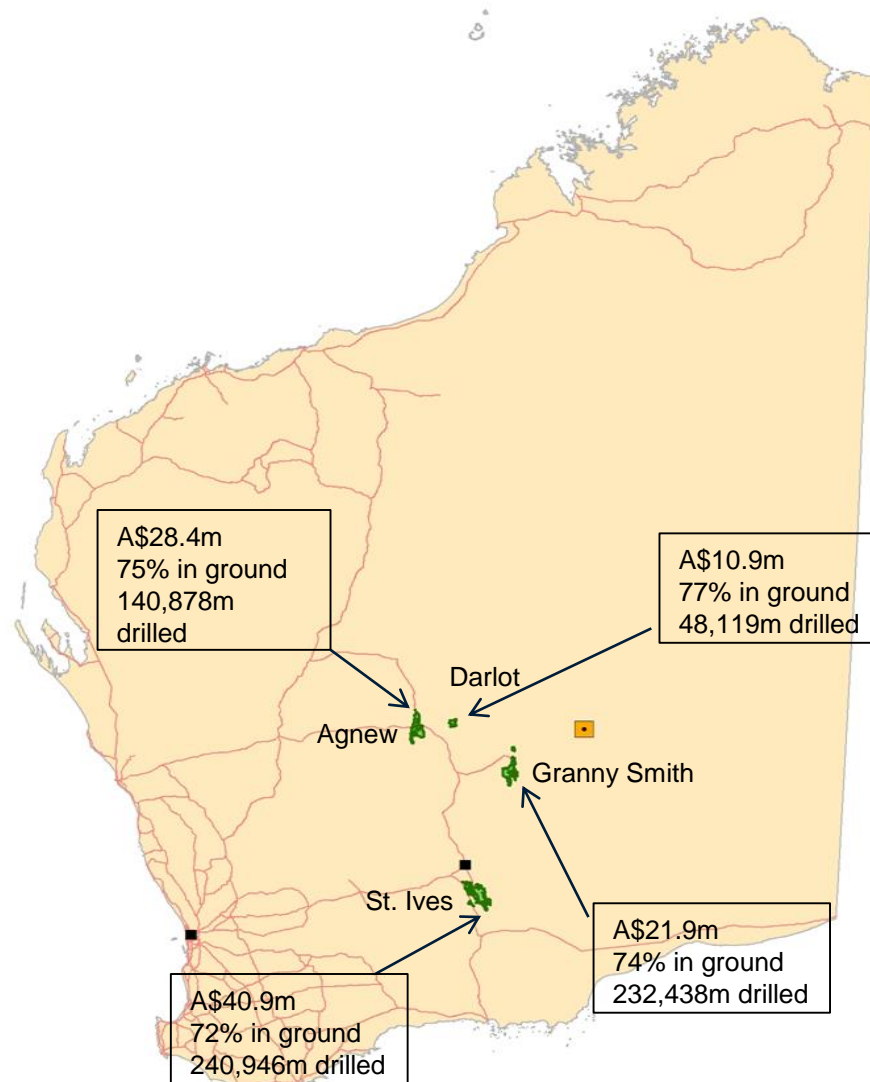 A$28.4m
75% in ground
140,878m
drilled
A$10.9m
77% in ground
48,119m drilled
Darlot
Agnew
Granny Smith
St. Ives
A$21.9m
74% in ground
232,438m drilled
A$40.9m
72% in ground
240,946m drilled